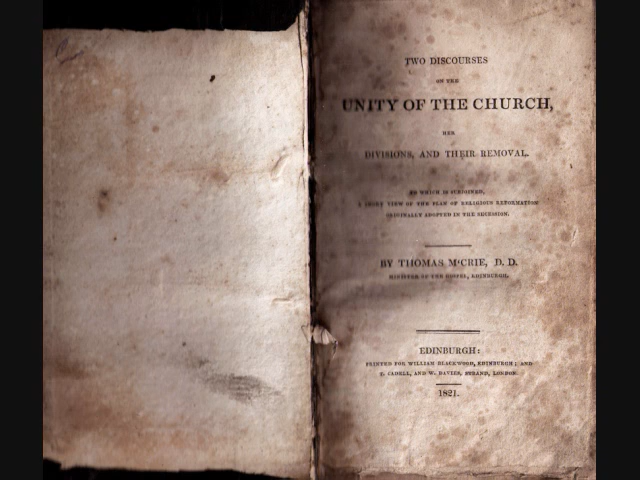 TWO DISCOURSES
ON THE
UNITY OF THE CHURCH,
HER
DIVISIONS, AND THEIR REMOVAL.
TO WHICH IS SUBJOINED,
A SHORT VIEW OF THE PLAN OF RELIGIOUS REFORMATION
ORIGINALLY ADOPTED IN THE SECESSION.
BY THOMAS M'CRIE, D. D.
MINISTER OF THE GOSPEL, EDINBURGH.
EDINBURGH:
PRINTED FOR WILLIAM BLACKWOOD, EDINBURGH; AND
T. CADELL, AND W. DAVIES, STRAND, LONDON.
1821.